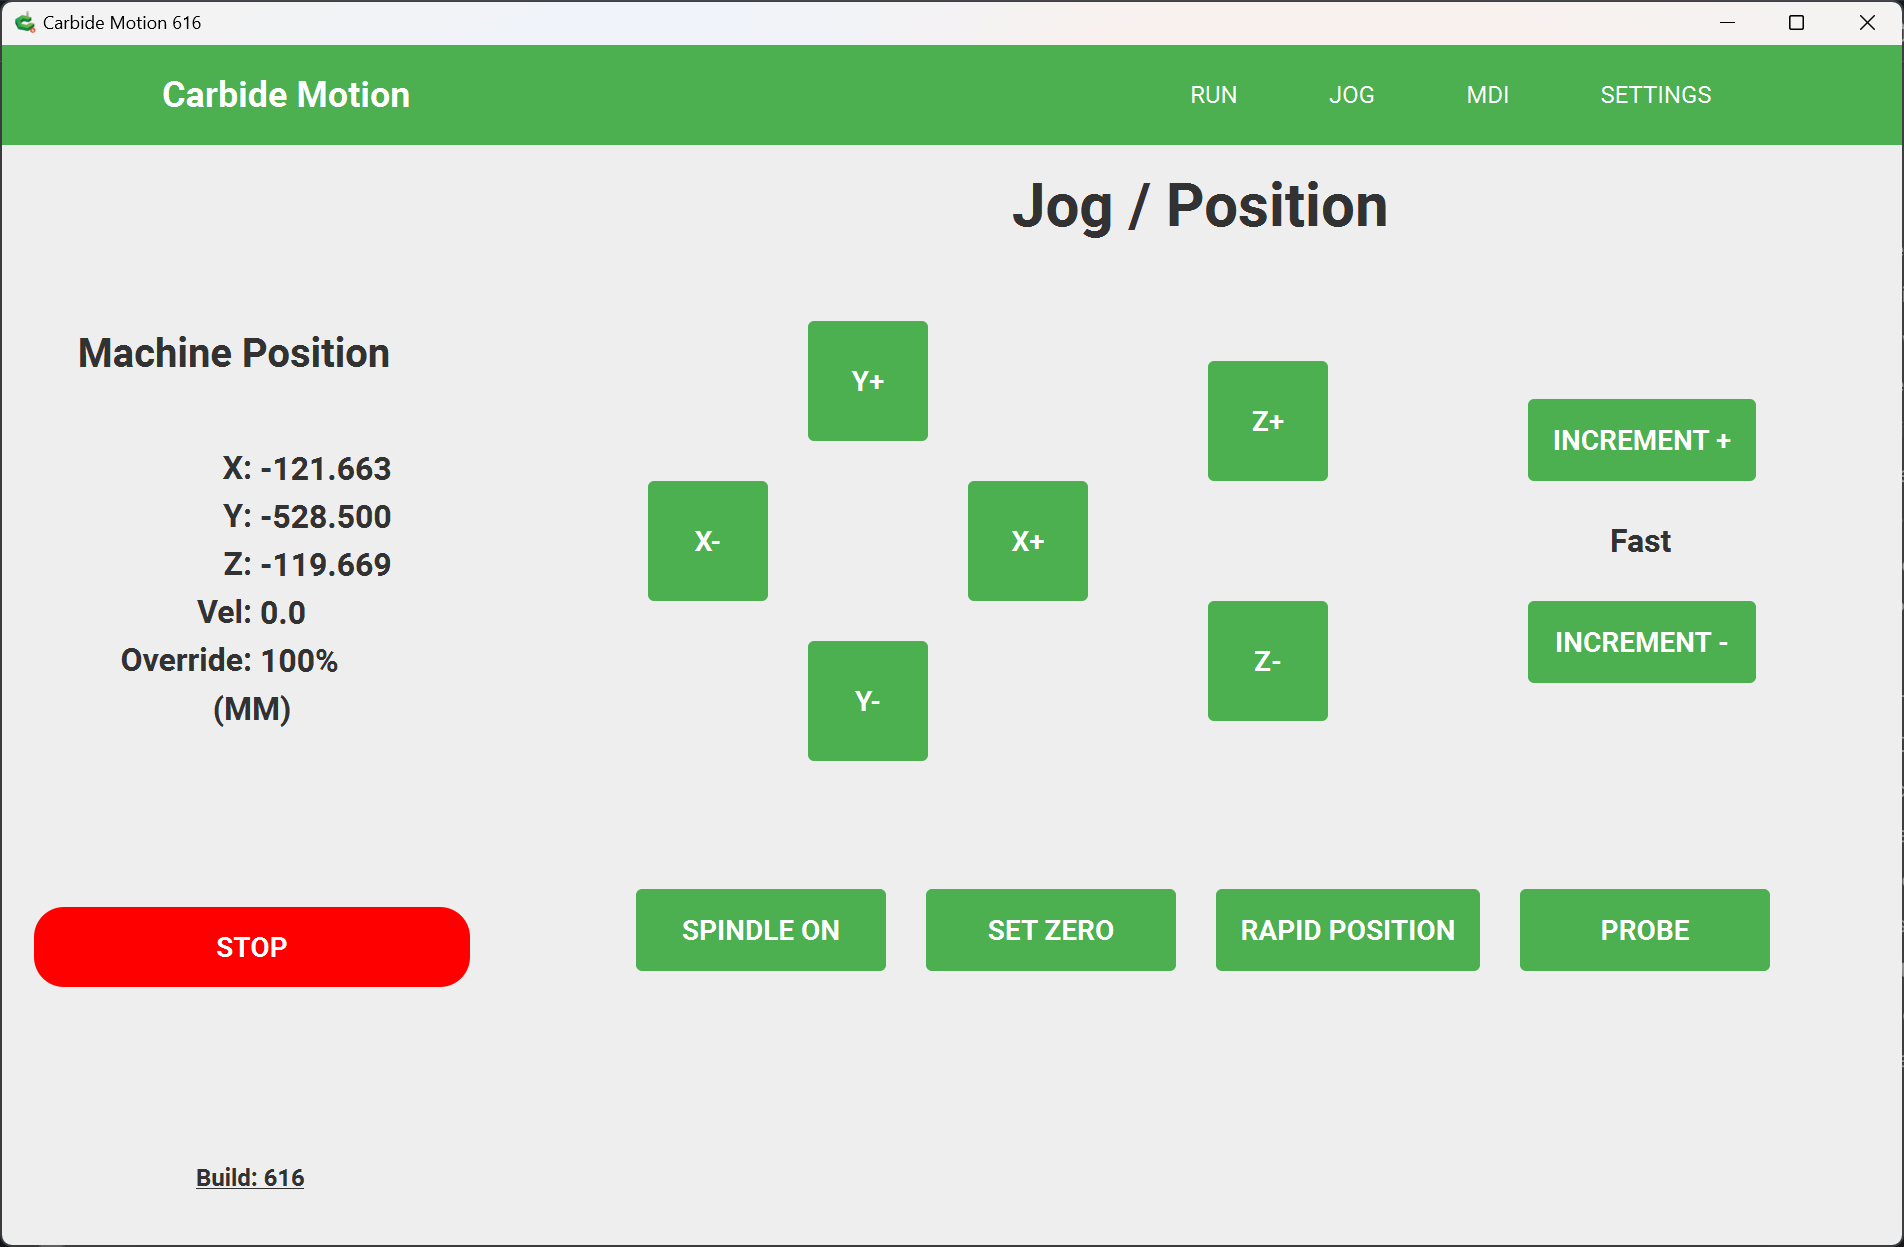 Carbide Motion 616
Carbide Motion
RUN
JOG
MDI
SETTINGS
Jog / Position
Machine Position
X: -121.663
Y: -528.500
Z: -119.669
Vel: 0.0
Override: 100%
(MM)
Y+
X-
X+
Y-
Z+
Z-
INCREMENT +
Fast
INCREMENT -
STOP
SPINDLE ON
SET ZERO
RAPID POSITION
PROBE
Build: 616